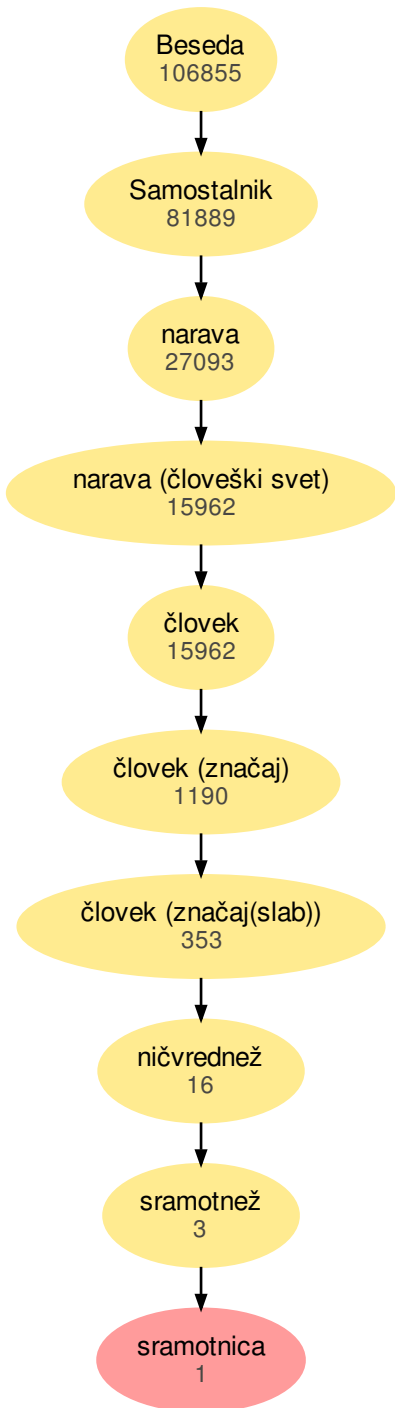 Beseda
106855
Samostalnik
81889
narava
27093
narava (človeški svet)
15962
človek
15962
človek (značaj)
1190
človek (značaj(slab))
353
ničvrednež
16
sramotnež
3
sramotnica
1